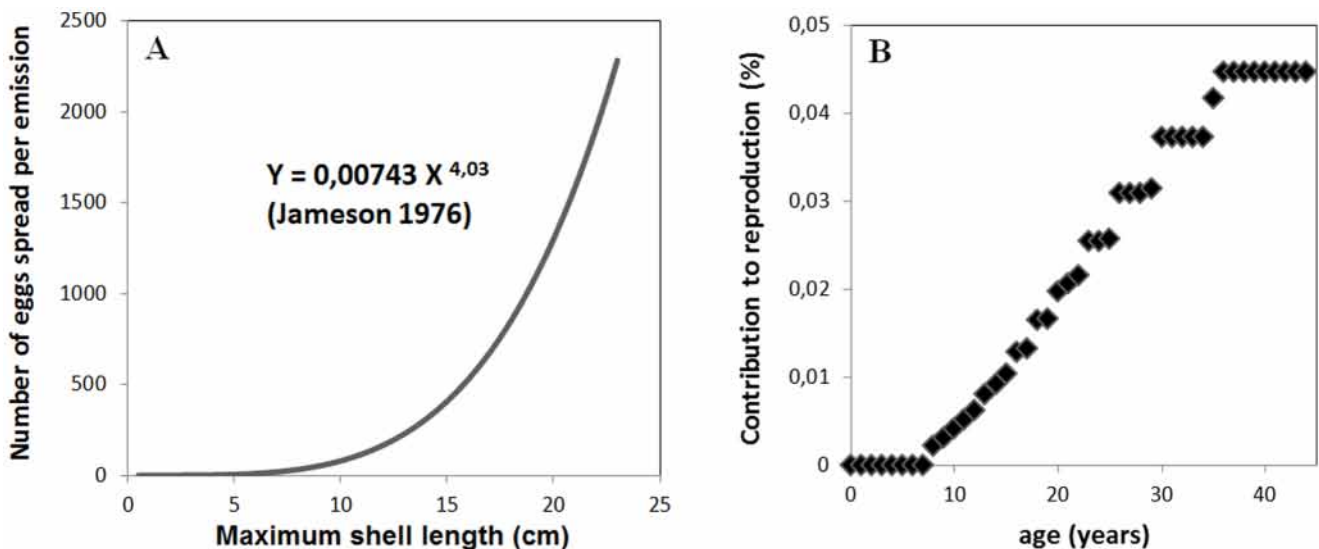 A
Number of eggs spread per emission
2500
2000
1500
1000
500
0
Y = 0,00743 X ^4,03
(Jameson 1976)
0 5 10 15 20 25
Maximum shell length (cm)
B
Contribution to reproduction (%)
0,05
0,04
0,03
0,02
0,01
0
0 10 20 30 40
age (years)